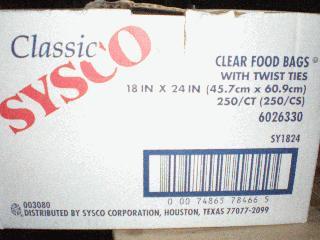 Classic
SYSCO
CLEAR FOOD BAGS®
WITH TWIST TIES
18 IN X 24 IN (45.7cm x 60.9cm)
250/CT (250/CS)
6026330
SY1824
0 00 74865 78466 5
003080
DISTRIBUTED BY SYSCO CORPORATION, HOUSTON, TEXAS 77077-2099